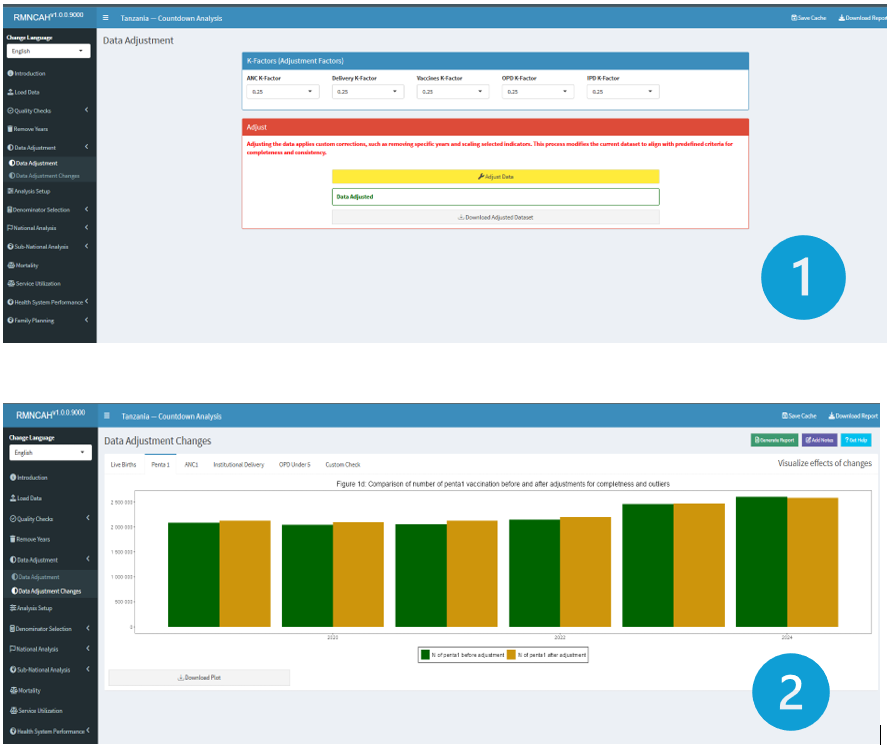 RMNCAHV1.0.0.9000
Tanzania — Countdown Analysis
Save Cache
Download Report
Change Language
English
Introduction
Load Data
Quality Checks
Remove Years
Data Adjustment
Data Adjustment
Data Adjustment Changes
Analysis Setup
Denominator Selection
National Analysis
Sub-National Analysis
Mortality
Service Utilization
Health System Performance
Family Planning
Data Adjustment
K-Factors (Adjustment Factors)
ANC K-Factor
Delivery K-Factor
Vaccines K-Factor
OPD K-Factor
IPD K-Factor
0.25
0.25
0.25
0.25
0.25
Adjust
Adjusting the data applies custom corrections, such as removing specific years and scaling selected indicators. This process modifies the current dataset to align with predefined criteria for
completeness and consistency.
Adjust Data
Data Adjusted
Download Adjusted Dataset
1
RMNCAHV1.0.0.9000
Tanzania — Countdown Analysis
Save Cache
Download Report
Change Language
English
Introduction
Load Data
Quality Checks
Remove Years
Data Adjustment
Data Adjustment
Data Adjustment Changes
Analysis Setup
Denominator Selection
National Analysis
Sub-National Analysis
Mortality
Service Utilization
Health System Performance
Data Adjustment Changes
Generate Report
Add Notes
Get Help
Live Births
Penta 1
ANC1
Institutional Delivery
OPD Under 5
Custom Check
Visualize effects of changes
Figure 1d: Comparison of number of penta1 vaccination before and after adjustments for completness and outliers
2 500 000
2 000 000
1 500 000
1 000 000
500 000
0
2020
2022
2024
N of penta1 before adjustment
N of penta1 after adjustment
Download Plot
2